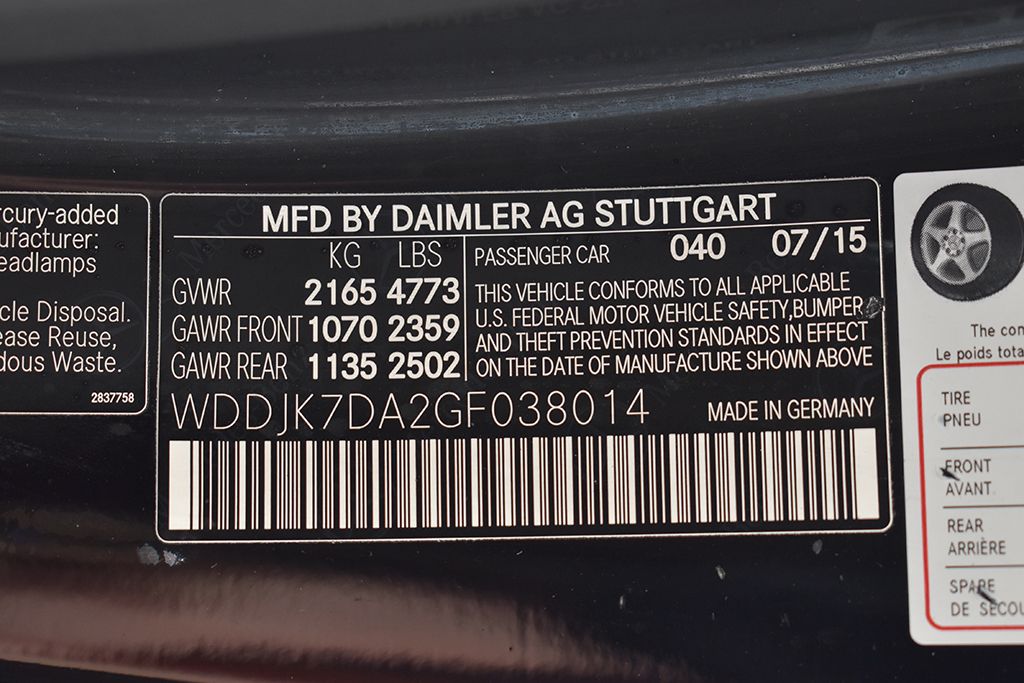 rcury-added
ufacturer:
eadlamps
cle Disposal.
ease Reuse,
dous Waste.
2837758
MFD BY DAIMLER AG STUTTGART
KG LBS
GVWR 2165 4773
GAWR FRONT 1070 2359
GAWR REAR 1135 2502
PASSENGER CAR 040 07/15
THIS VEHICLE CONFORMS TO ALL APPLICABLE
U.S. FEDERAL MOTOR VEHICLE SAFETY,BUMPER
AND THEFT PREVENTION STANDARDS IN EFFECT
ON THE DATE OF MANUFACTURE SHOWN ABOVE
WDDJK7DA2GF038014 MADE IN GERMANY
The com
Le poids tota
TIRE
PNEU
FRONT
AVANT
REAR
ARRIÈRE
SPARE
DE SECOU